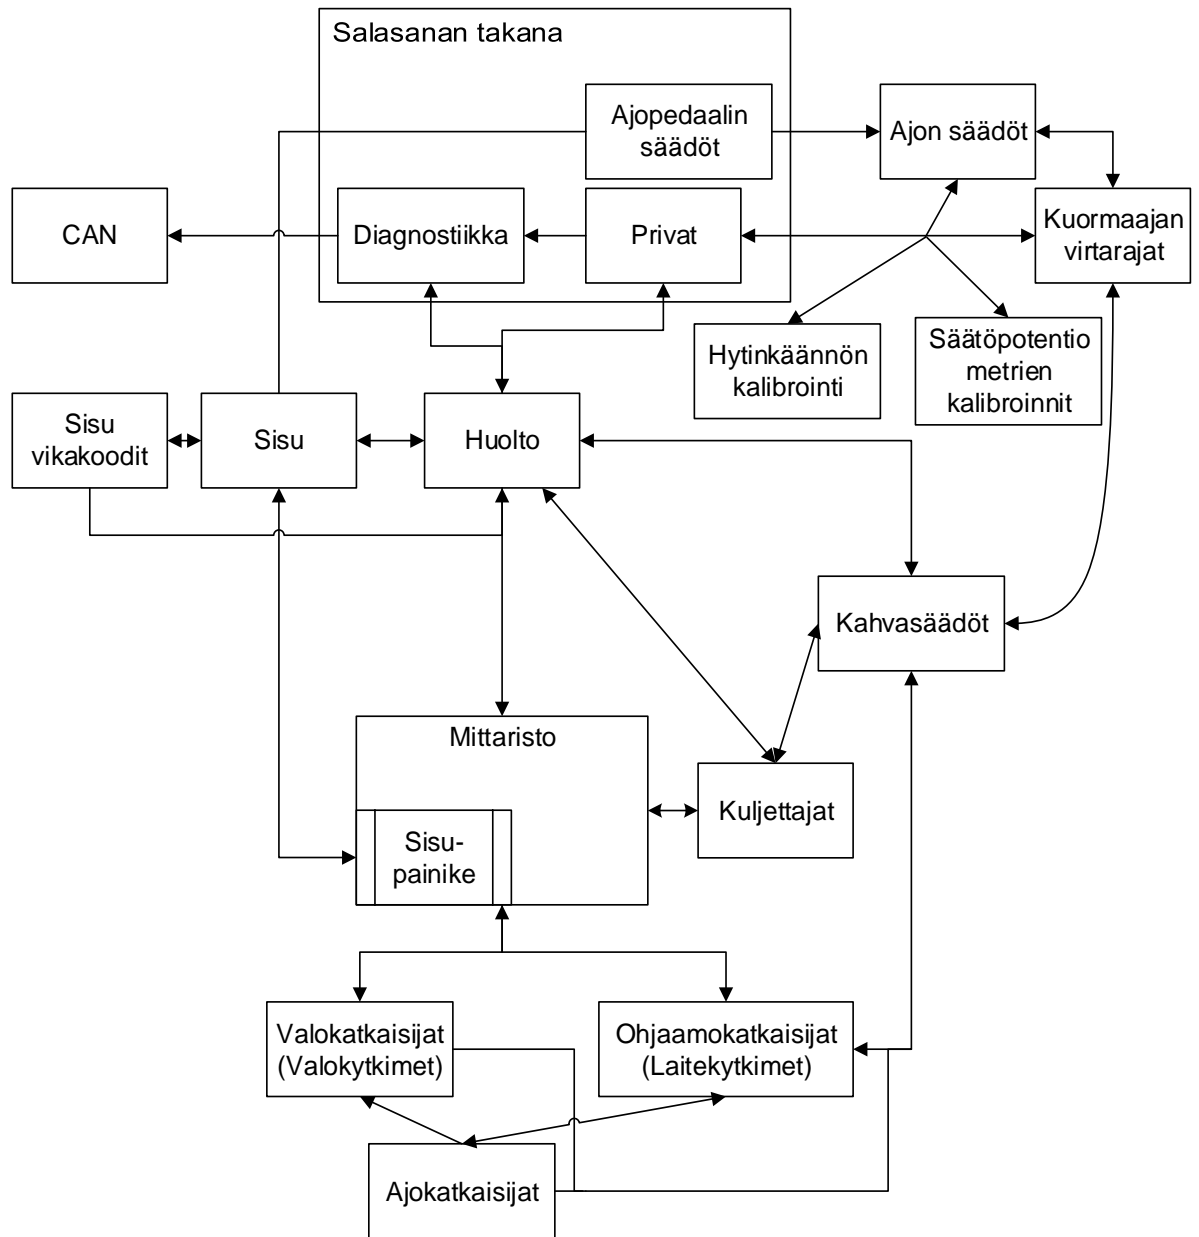 Salasanan takana
Ajopedaalin
säädöt
Ajon säädöt
CAN
Diagnostiikka
Privat
Kuormaajan
virtarajat
Hytinkäännön
kalibrointi
Säätöpotentio
metrien
kalibroinnit
Sisu
vikakoodit
Sisu
Huolto
Kahvasäädöt
Mittaristo
Kuljettajat
Sisu-
painike
Valokatkaisijat
(Valokytkimet)
Ohjaamokatkaisijat
(Laitekytkimet)
Ajokatkaisijat